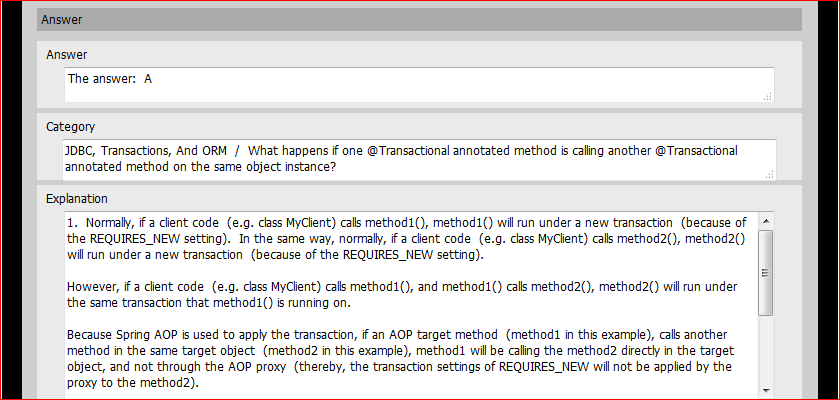 Answer
Answer
The answer:  A
Category
JDBC, Transactions, And ORM  /  What happens if one @Transactional annotated method is calling another @Transactional
annotated method on the same object instance?
Explanation
1.  Normally, if a client code  (e.g. class MyClient) calls method1(), method1() will run under a new transaction  (because of
the REQUIRES_NEW setting).  In the same way, normally, if a client code  (e.g. class MyClient) calls method2(), method2()
will run under a new transaction  (because of the REQUIRES_NEW setting).
However, if a client code  (e.g. class MyClient) calls method1(), and method1() calls method2(), method2() will run under
the same transaction that method1() is running on.
Because Spring AOP is used to apply the transaction, if an AOP target method  (method1 in this example), calls another
method in the same target object  (method2 in this example), method1 will be calling the method2 directly in the target
object, and not through the AOP proxy  (thereby, the transaction settings of REQUIRES_NEW will not be applied by the
proxy to the method2).